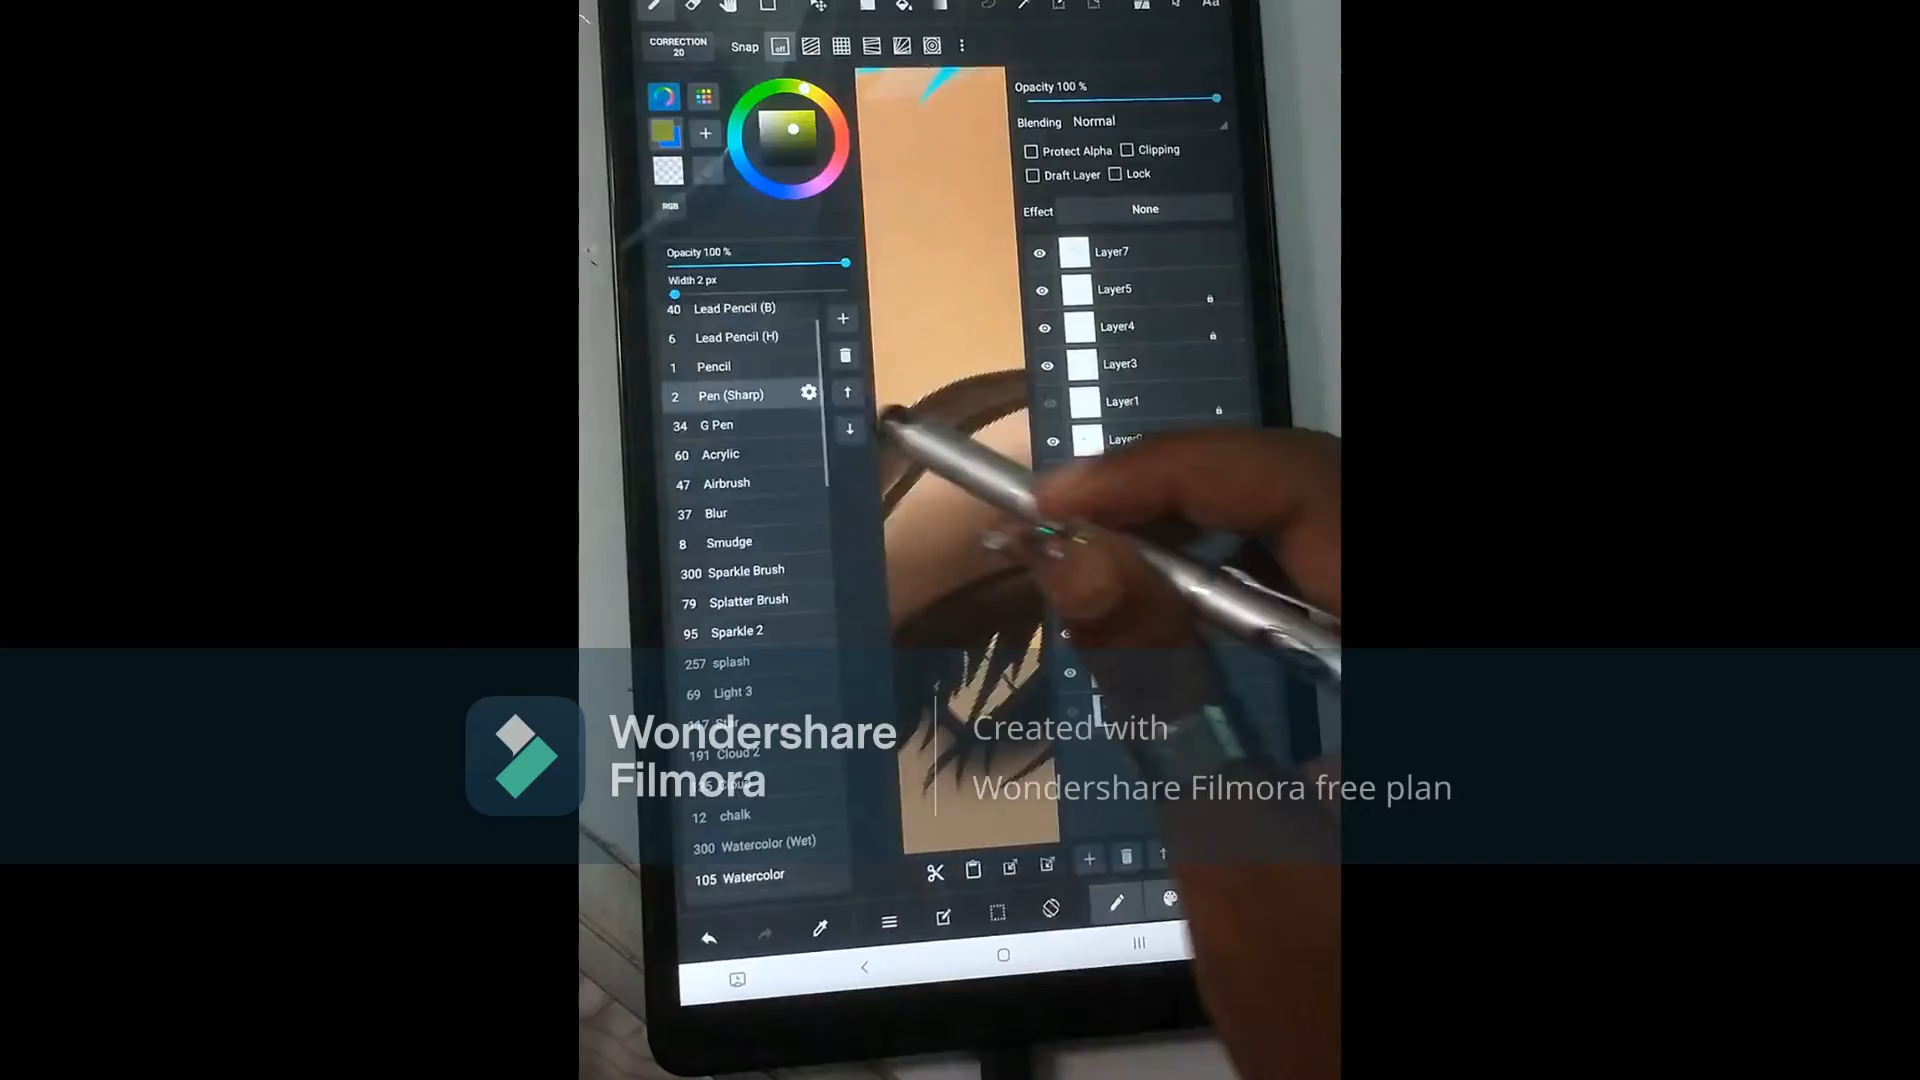 Aa
CORRECTION
20
Snap
off
Opacity 100 %
Blending Normal
Protect Alpha
Clipping
Draft Layer
Lock
RGB
Effect None
Opacity 100 %
Width 2 px
Layer7
Layer5
Layer4
Layer3
Layer1
40 Lead Pencil (B)
6 Lead Pencil (H)
1 Pencil
2 Pen (Sharp)
34 G Pen
60 Acrylic
47 Airbrush
37 Blur
8 Smudge
300 Sparkle Brush
79 Splatter Brush
95 Sparkle 2
257 splash
69 Light 3
Star
191 Cloud 2
12 chalk
300 Watercolor (Wet)
105 Watercolor
Wondershare
Filmora
Created with
Wondershare Filmora free plan